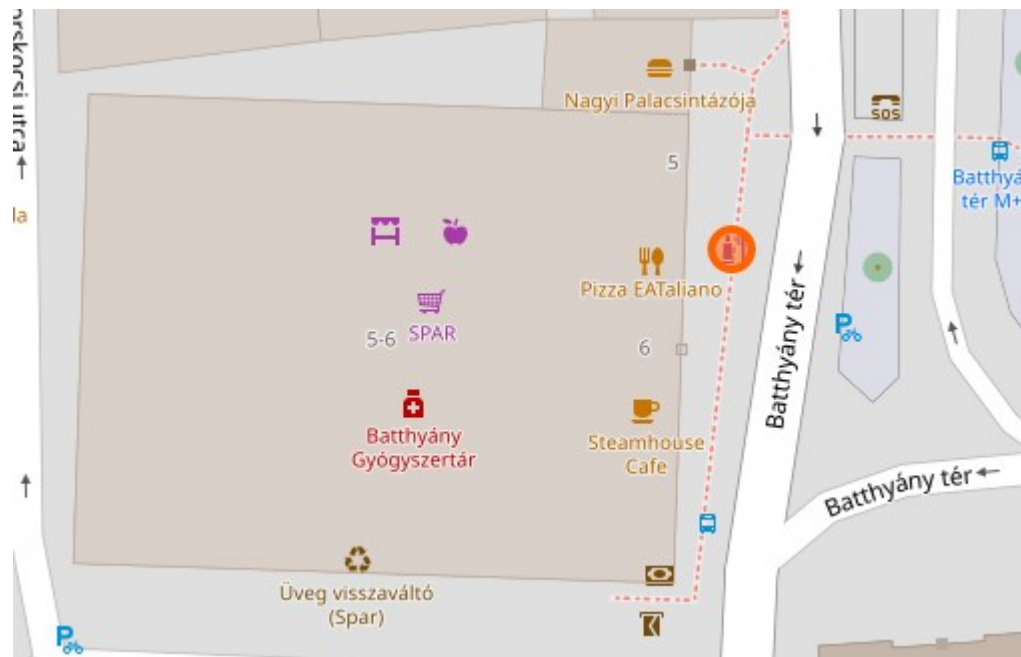 Nagyi Palacsintázója
SOS
5
tér M+
Pizza EATaliano
SPAR
5-6
6
Batthyány tér
Batthyány
Gyógyszertár
Steamhouse
Cafe
Batthyány tér
Üveg visszaváltó
(Spar)
P
P